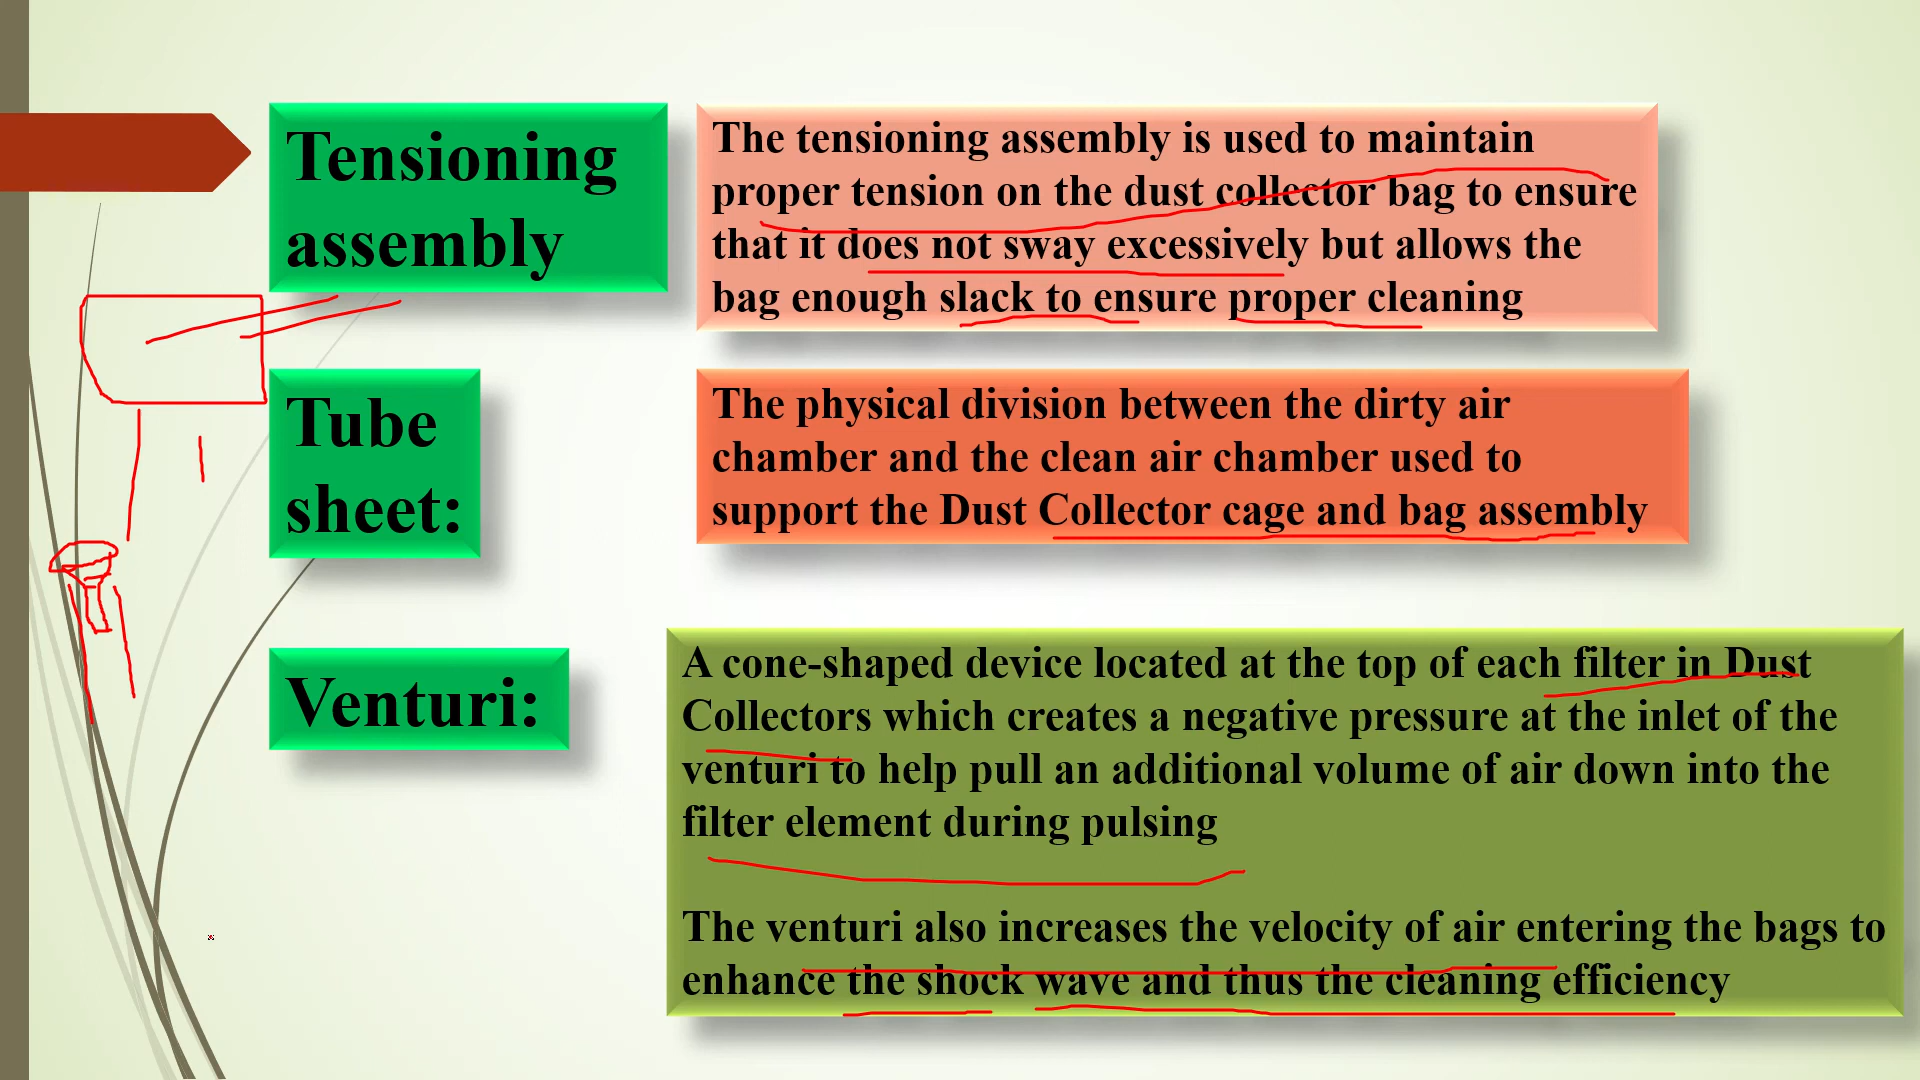 Tensioning
assembly
The tensioning assembly is used to maintain
proper tension on the dust collector bag to ensure
that it does not sway excessively but allows the
bag enough slack to ensure proper cleaning
Tube
sheet:
The physical division between the dirty air
chamber and the clean air chamber used to
support the Dust Collector cage and bag assembly
Venturi:
A cone-shaped device located at the top of each filter in Dust
Collectors which creates a negative pressure at the inlet of the
venturi to help pull an additional volume of air down into the
filter element during pulsing
The venturi also increases the velocity of air entering the bags to
enhance the shock wave and thus the cleaning efficiency